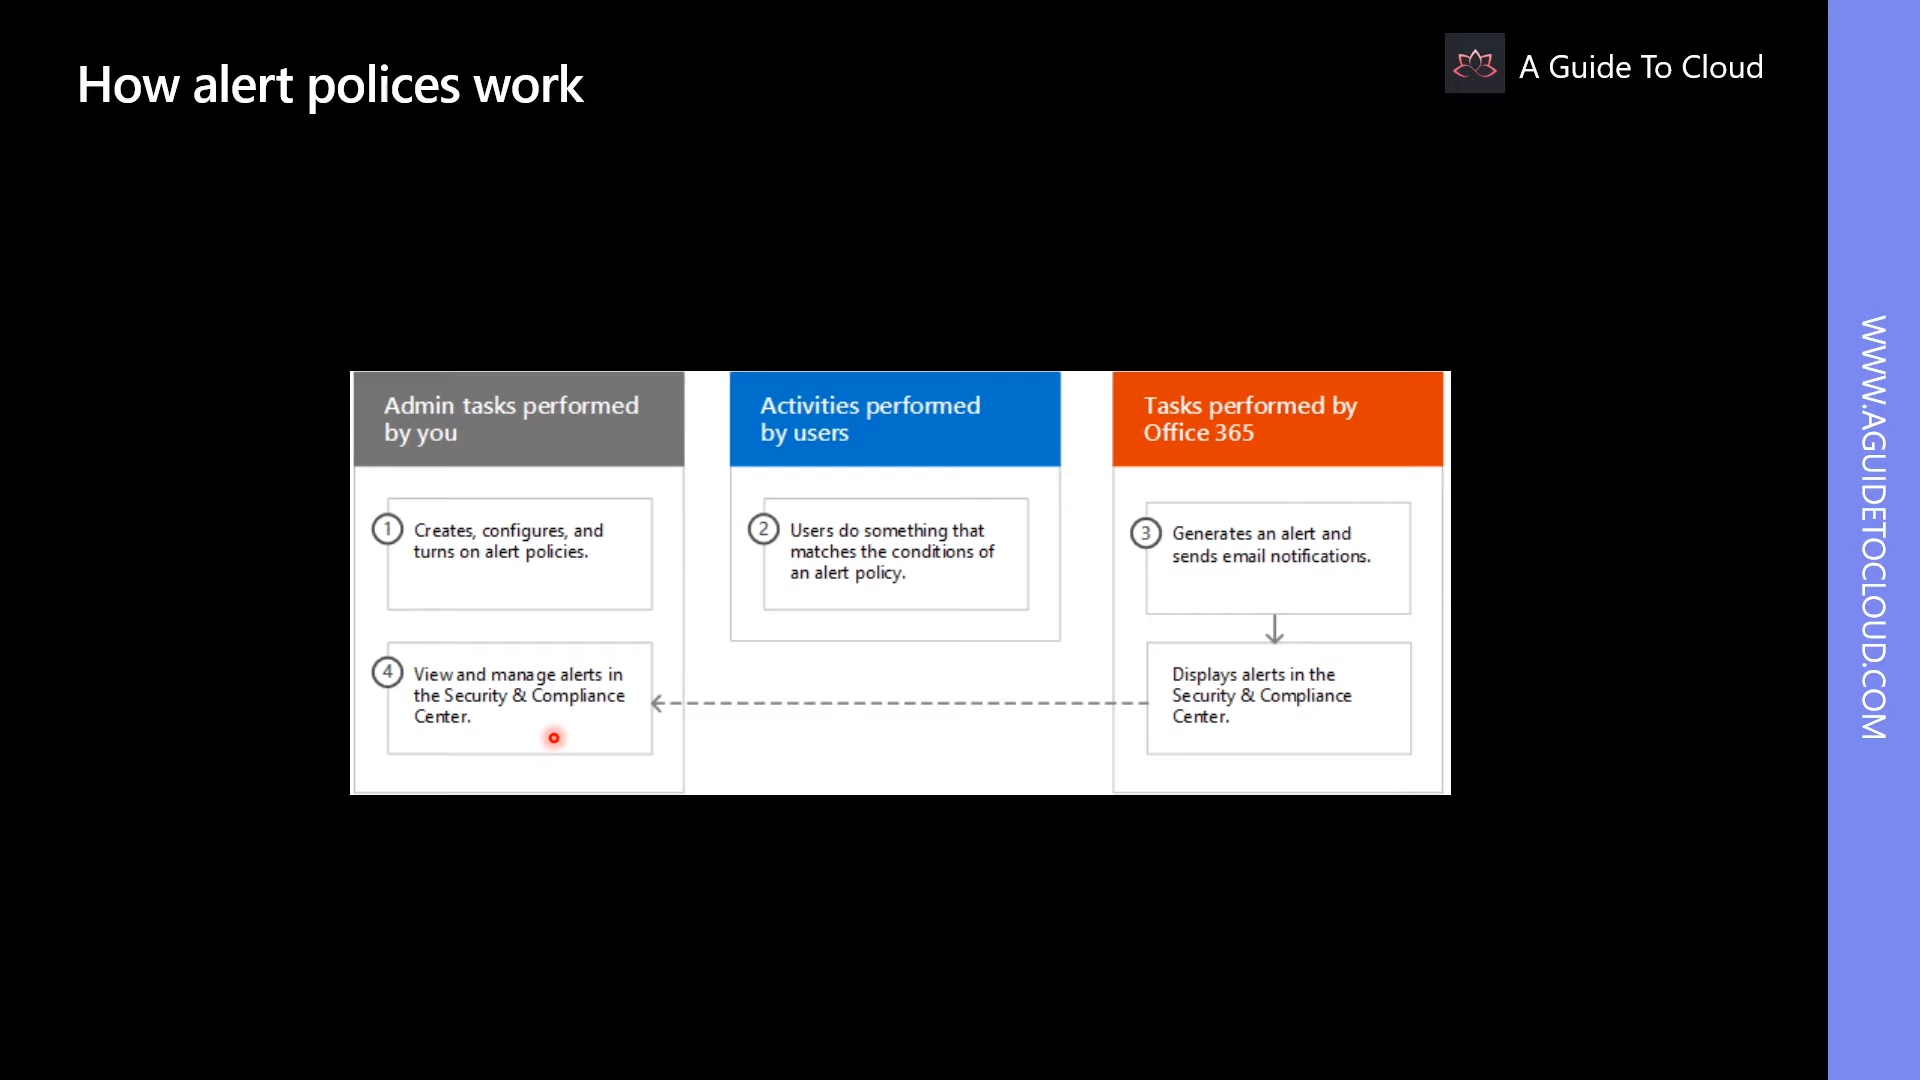 How alert polices work
A Guide To Cloud
Admin tasks performed
by you
1
Creates, configures, and
turns on alert policies.
4
View and manage alerts in
the Security & Compliance
Center.
Activities performed
by users
2
Users do something that
matches the conditions of
an alert policy.
Tasks performed by
Office 365
3
Generates an alert and
sends email notifications.
Displays alerts in the
Security & Compliance
Center.
WWW.AGUIDETOCLOUD.COM